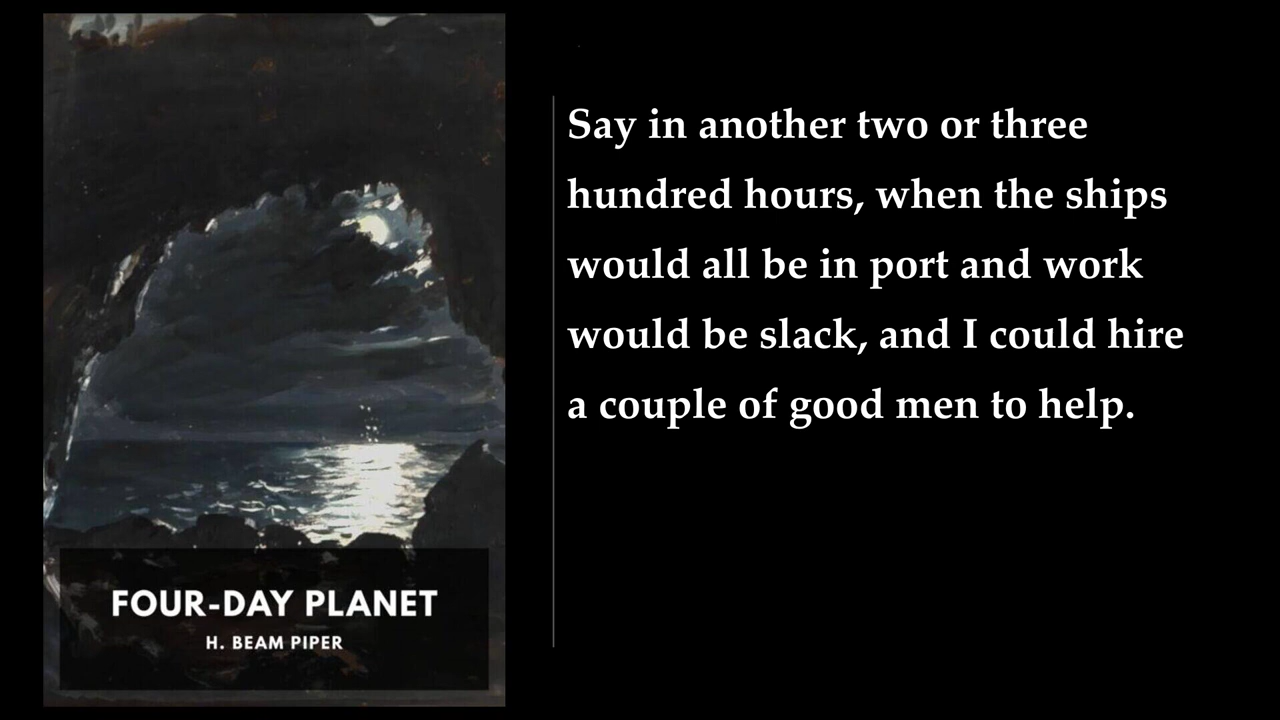 FOUR-DAY PLANET
H. BEAM PIPER
Say in another two or three
hundred hours, when the ships
would all be in port and work
would be slack, and I could hire
a couple of good men to help.